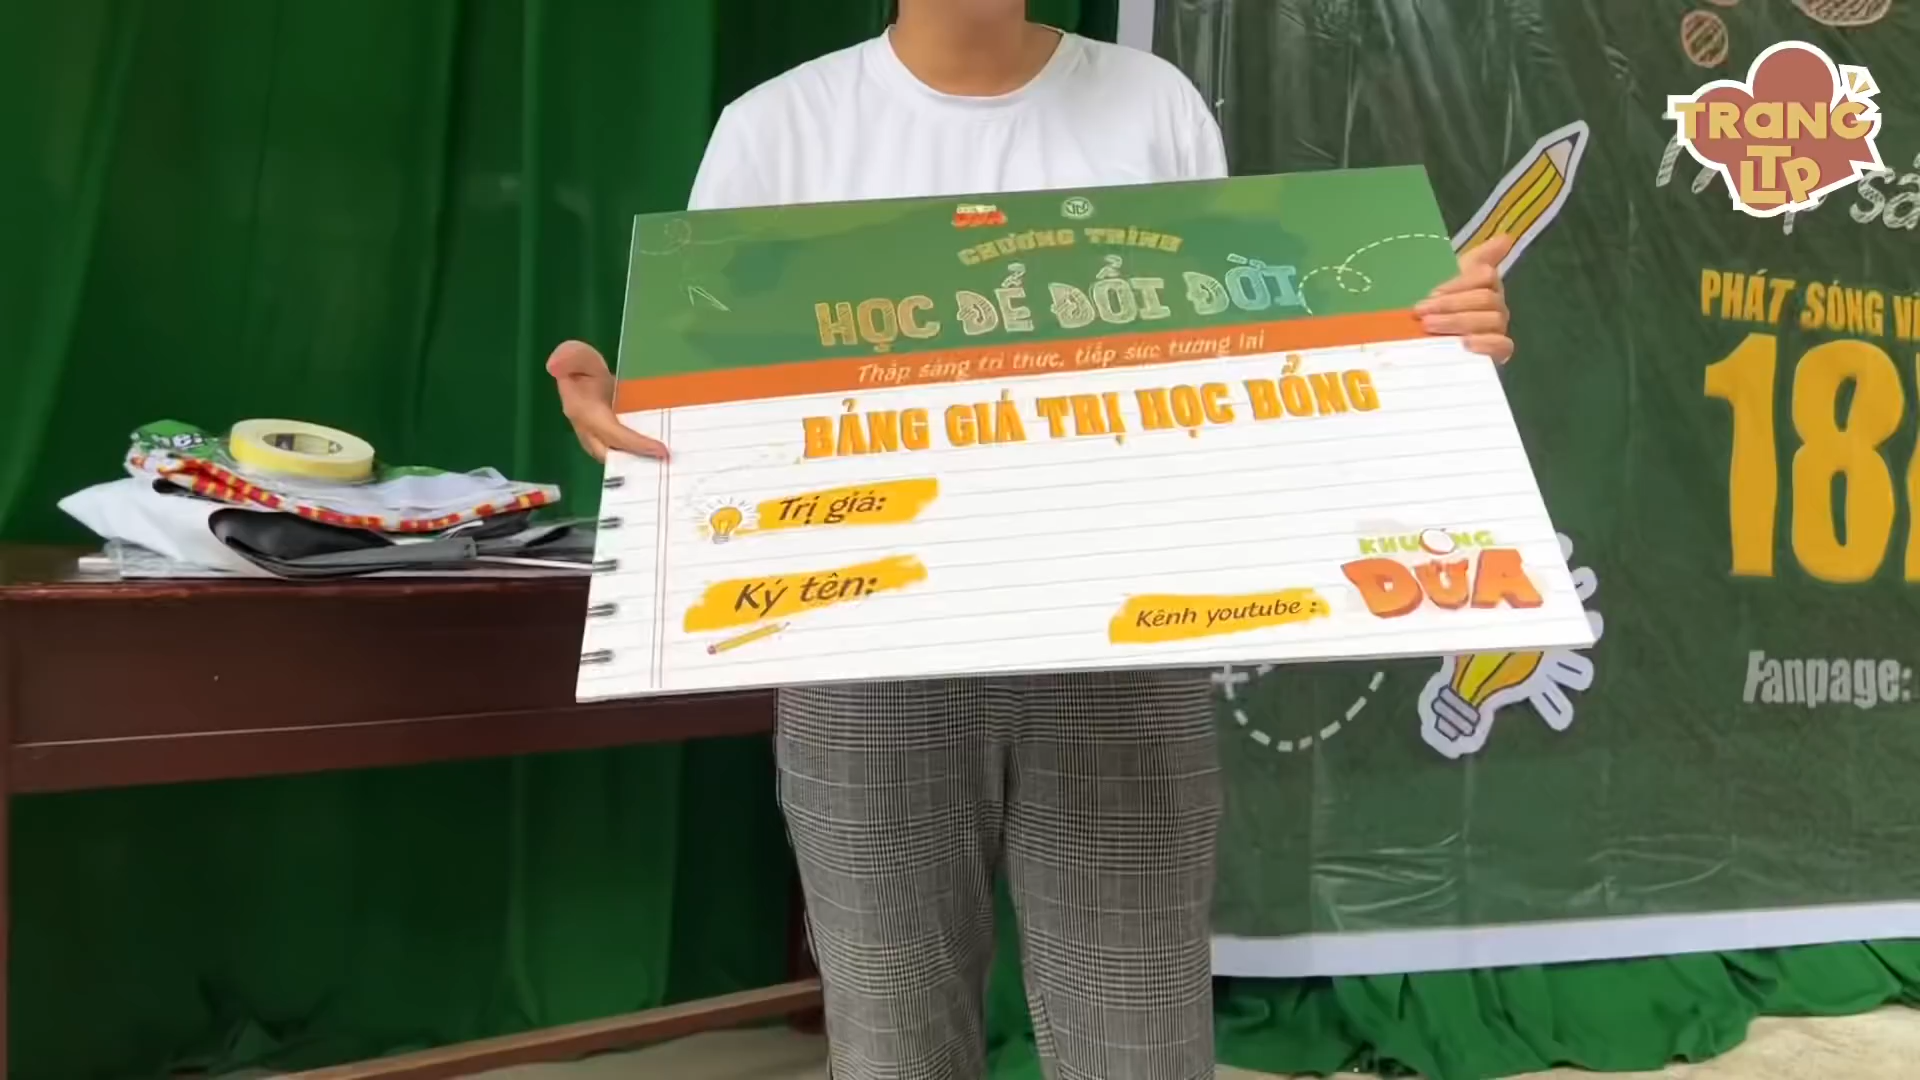 TRANG
LTP
CHƯƠNG TRÌNH
HỌC ĐỂ ĐỔI ĐỜI
Thắp sáng tri thức, tiếp sức tương lai
BẢNG GIÁ TRỊ HỌC BỔNG
Trị giá:
Ký tên:
Kênh youtube :
KHƯƠNG
DỪA
PHÁT SÓNG
18
Fanpage: